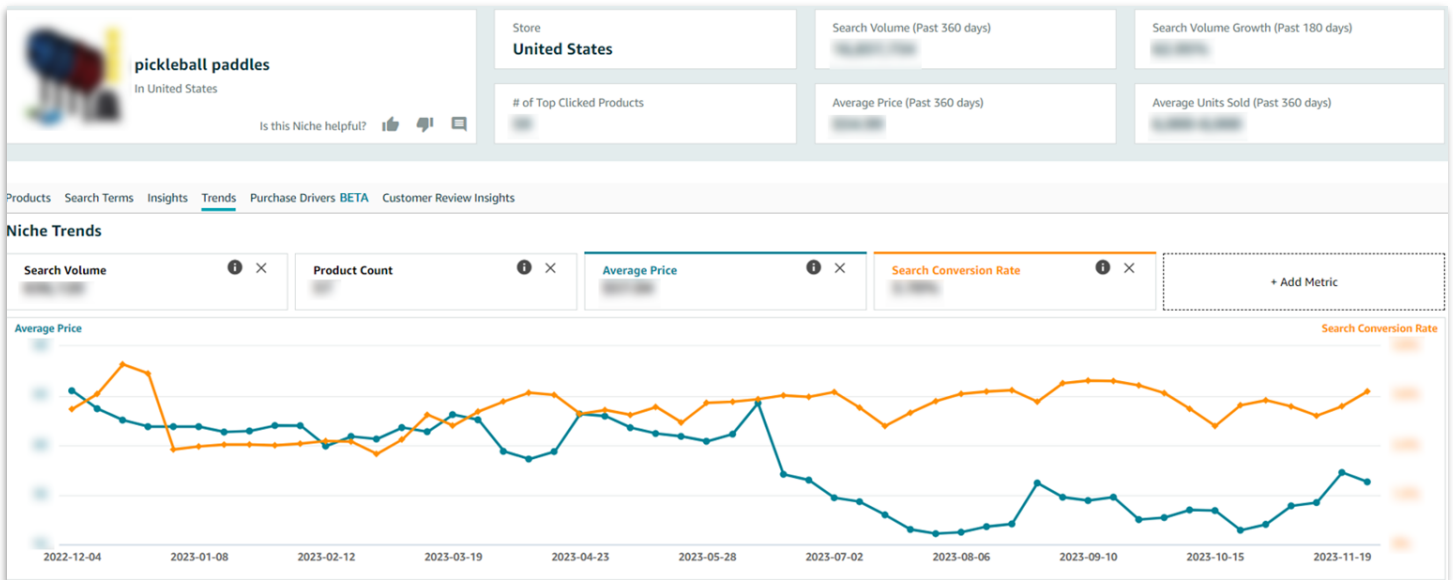 pickleball paddles
In United States
Is this Niche helpful?
Store
United States
Search Volume (Past 360 days)
Search Volume Growth (Past 180 days)
# of Top Clicked Products
Average Price (Past 360 days)
Average Units Sold (Past 360 days)
Products Search Terms Insights Trends Purchase Drivers BETA Customer Review Insights
Niche Trends
Search Volume
Product Count
Average Price
Search Conversion Rate
+ Add Metric
Average Price
Search Conversion Rate
2022-12-04 2023-01-08 2023-02-12 2023-03-19 2023-04-23 2023-05-28 2023-07-02 2023-08-06 2023-09-10 2023-10-15 2023-11-19